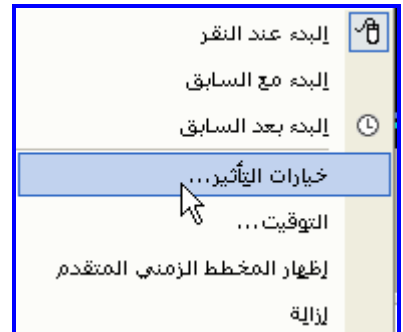 البدء عند النقر
البدء مع السابق
البدء بعد السابق
خيارات التأثير...
التوقيت...
إظهار المخطط الزمني المتقدم
إزالة